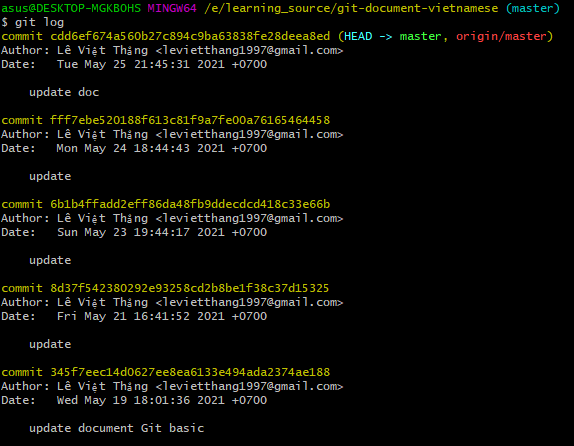 asus@DESKTOP-MGKBOHS MINGW64 /e/learning_source/git-document-vietnamese (master)
$ git log
commit cdd6ef674a560b27c894c9ba63838fe28deea8ed (HEAD -> master, origin/master)
Author: Lê Việt Thắng <levietthang1997@gmail.com>
Date:   Tue May 25 21:45:31 2021 +0700
update doc
commit fff7ebe520188f613c81f9a7fe00a76165464458
Author: Lê Việt Thắng <levietthang1997@gmail.com>
Date:   Mon May 24 18:44:43 2021 +0700
update
commit 6b1b4ffadd2eff86da48fb9ddecdcd418c33e66b
Author: Lê Việt Thắng <levietthang1997@gmail.com>
Date:   Sun May 23 19:44:17 2021 +0700
update
commit 8d37f542380292e93258cd2b8be1f38c37d15325
Author: Lê Việt Thắng <levietthang1997@gmail.com>
Date:   Fri May 21 16:41:52 2021 +0700
update
commit 345f7eec14d0627ee8ea6133e494ada2374ae188
Author: Lê Việt Thắng <levietthang1997@gmail.com>
Date:   Wed May 19 18:01:36 2021 +0700
update document Git basic